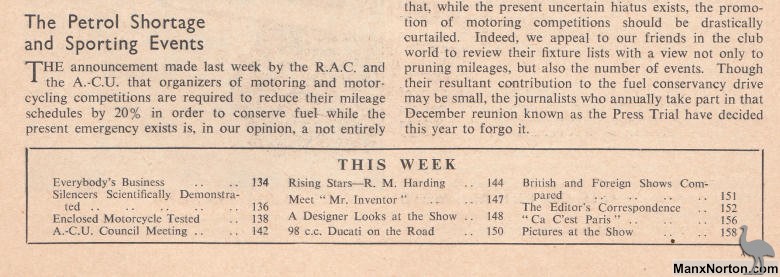 The Petrol Shortage
and Sporting Events
THE announcement made last week by the R.A.C. and
the A.-C.U. that organizers of motoring and motor-
cycling competitions are required to reduce their mileage
schedules by 20% in order to conserve fuel while the
present emergency exists is, in our opinion, a not entirely
that, while the present uncertain hiatus exists, the promo-
tion of motoring competitions should be drastically
curtailed. Indeed, we appeal to our friends in the club
world to review their fixture lists with a view not only to
pruning mileages, but also the number of events. Though
their resultant contribution to the fuel conservancy drive
may be small, the journalists who annually take part in that
December reunion known as the Press Trial have decided
this year to forgo it.
THIS WEEK
Everybody's Business .. .. 134
Silencers Scientifically Demonstra-
ted .. .. .. .. .. 136
Enclosed Motorcycle Tested .. 138
A.-C.U. Council Meeting .. .. 142
Rising Stars—R. M. Harding .. 144
Meet "Mr. Inventor" .. .. 147
A Designer Looks at the Show .. 148
98 c.c. Ducati on the Road .. 150
British and Foreign Shows Com-
pared .. .. .. .. .. 151
The Editor's Correspondence .. 152
"Ca C'est Paris" .. .. .. 156
Pictures at the Show .. .. 158
ManxNorton.com